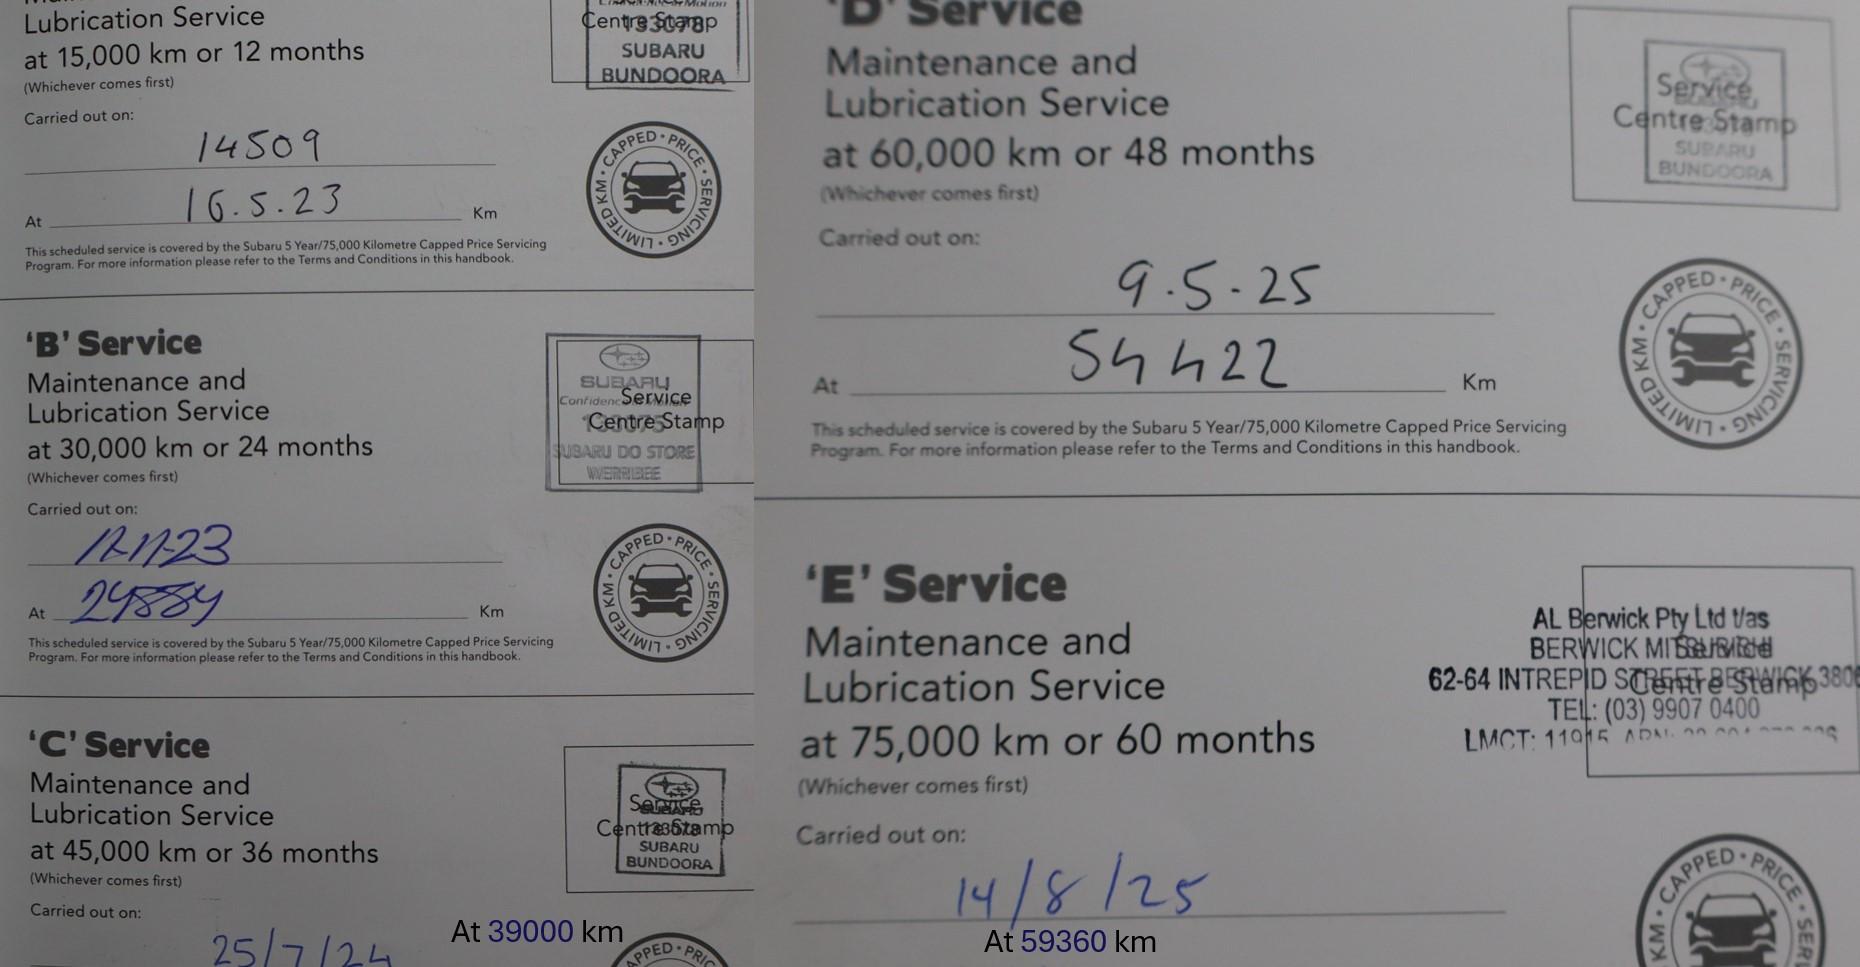 Lubrication Service
at 15,000 km or 12 months
(Whichever comes first)
Carried out on:
14509
At 16.5.23 Km
This scheduled service is covered by the Subaru 5 Year/75,000 Kilometre Capped Price Servicing
Program. For more information please refer to the Terms and Conditions in this handbook.
Centre Stamp
SUBARU
BUNDOORA
LIMITED KM • CAPPED • PRICE • SERVICING •
'B' Service
Maintenance and
Lubrication Service
at 30,000 km or 24 months
(Whichever comes first)
Carried out on:
At 24884 Km
This scheduled service is covered by the Subaru 5 Year/75,000 Kilometre Capped Price Servicing
Program. For more information please refer to the Terms and Conditions in this handbook.
SUBARU
Service
Centre Stamp
SUBARU DO STORE
WERRIBEE
LIMITED KM • CAPPED • PRICE • SERVICING •
'C' Service
Maintenance and
Lubrication Service
at 45,000 km or 36 months
(Whichever comes first)
Carried out on:
25/7/24
At 39000 km
Service
Centre Stamp
SUBARU
BUNDOORA
'D' Service
Maintenance and
Lubrication Service
at 60,000 km or 48 months
(Whichever comes first)
Carried out on:
9.5.25
At 54422 Km
This scheduled service is covered by the Subaru 5 Year/75,000 Kilometre Capped Price Servicing
Program. For more information please refer to the Terms and Conditions in this handbook.
Service
Centre Stamp
SUBARU
BUNDOORA
LIMITED KM • CAPPED • PRICE • SERVICING •
'E' Service
Maintenance and
Lubrication Service
at 75,000 km or 60 months
(Whichever comes first)
Carried out on:
14/8/25
At 59360 km
AL Berwick Pty Ltd t/as
BERWICK MITSUBISHI
Service
62-64 INTREPID STREET BERWICK 3806
Centre Stamp
TEL: (03) 9907 0400
LMCT: 11915
KM • CAPPED • PRICE